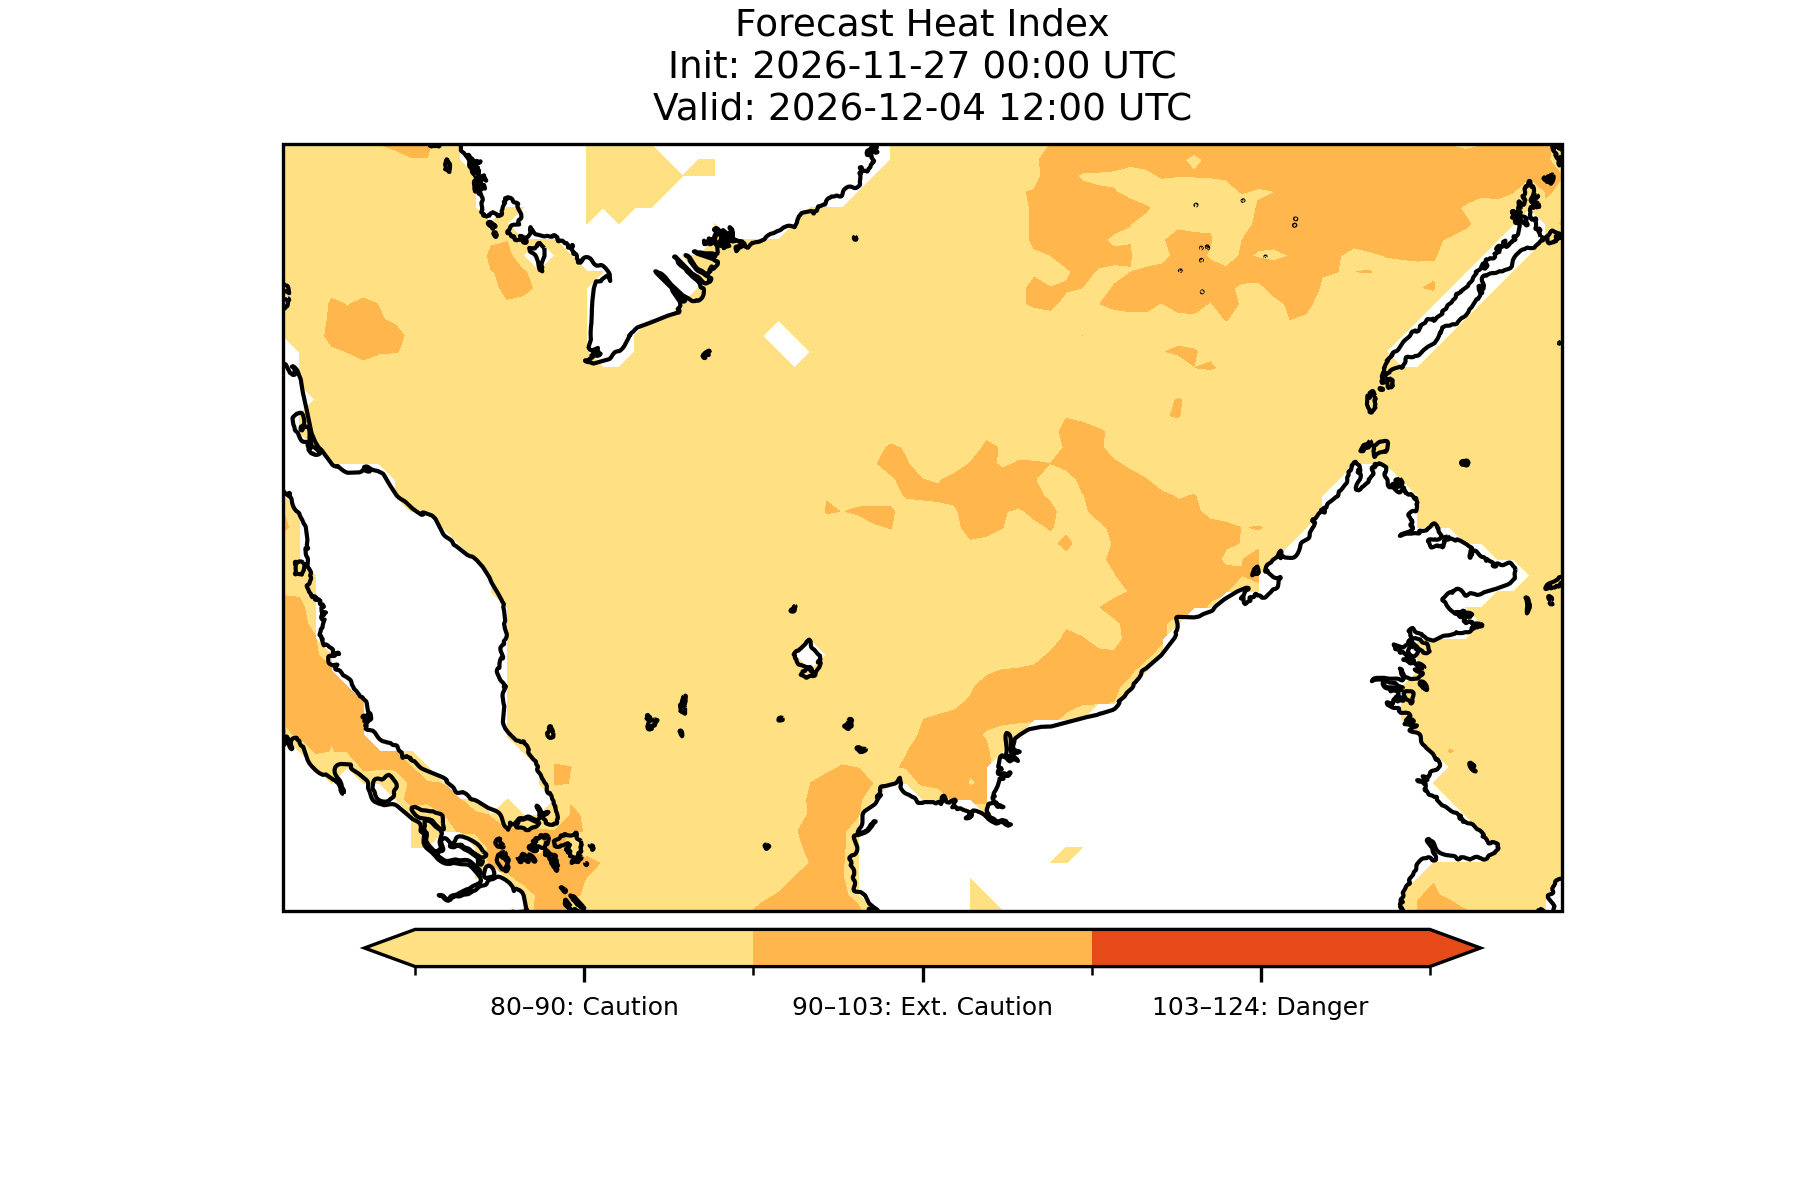 Forecast Heat Index
Init: 2026-11-27 00:00 UTC
Valid: 2026-12-04 12:00 UTC
80–90: Caution
90–103: Ext. Caution
103–124: Danger